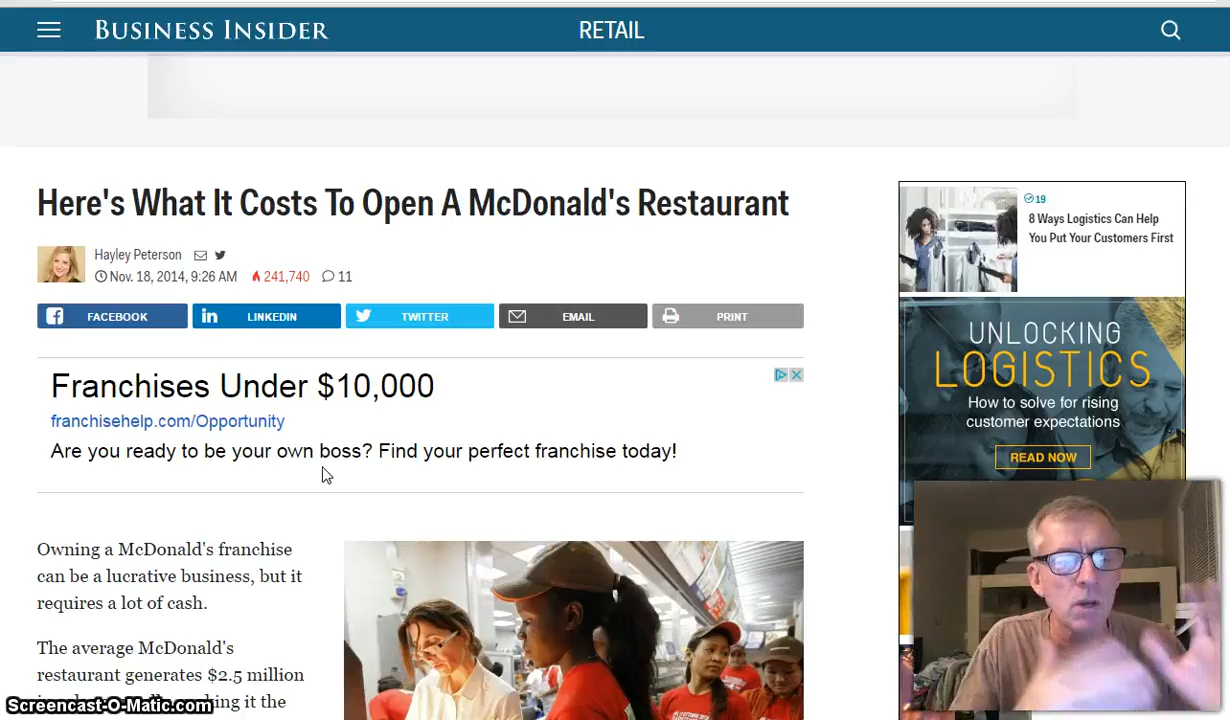 BUSINESS INSIDER
RETAIL
Here's What It Costs To Open A McDonald's Restaurant
Hayley Peterson
Nov. 18, 2014, 9:26 AM 241,740 11
FACEBOOK LINKEDIN TWITTER EMAIL PRINT
Franchises Under $10,000
franchisehelp.com/Opportunity
Are you ready to be your own boss? Find your perfect franchise today!
Owning a McDonald's franchise
can be a lucrative business, but it
requires a lot of cash.
The average McDonald's
restaurant generates $2.5 million
the
19
8 Ways Logistics Can Help
You Put Your Customers First
UNLOCKING
LOGISTICS
How to solve for rising
customer expectations
READ NOW
Screencast-O-Matic.com